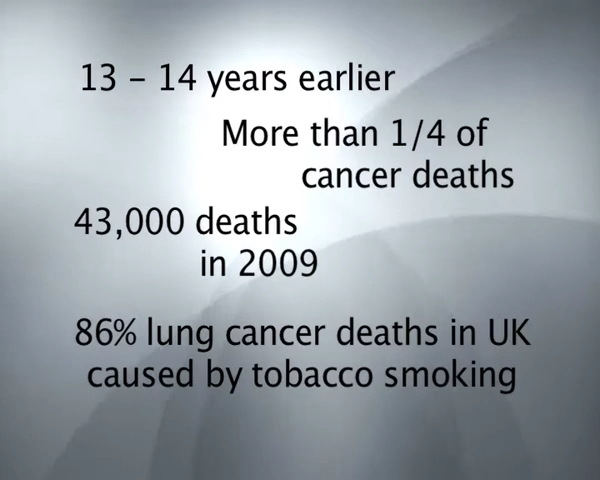 13 – 14 years earlier
More than 1/4 of
cancer deaths
43,000 deaths
in 2009
86% lung cancer deaths in UK
caused by tobacco smoking